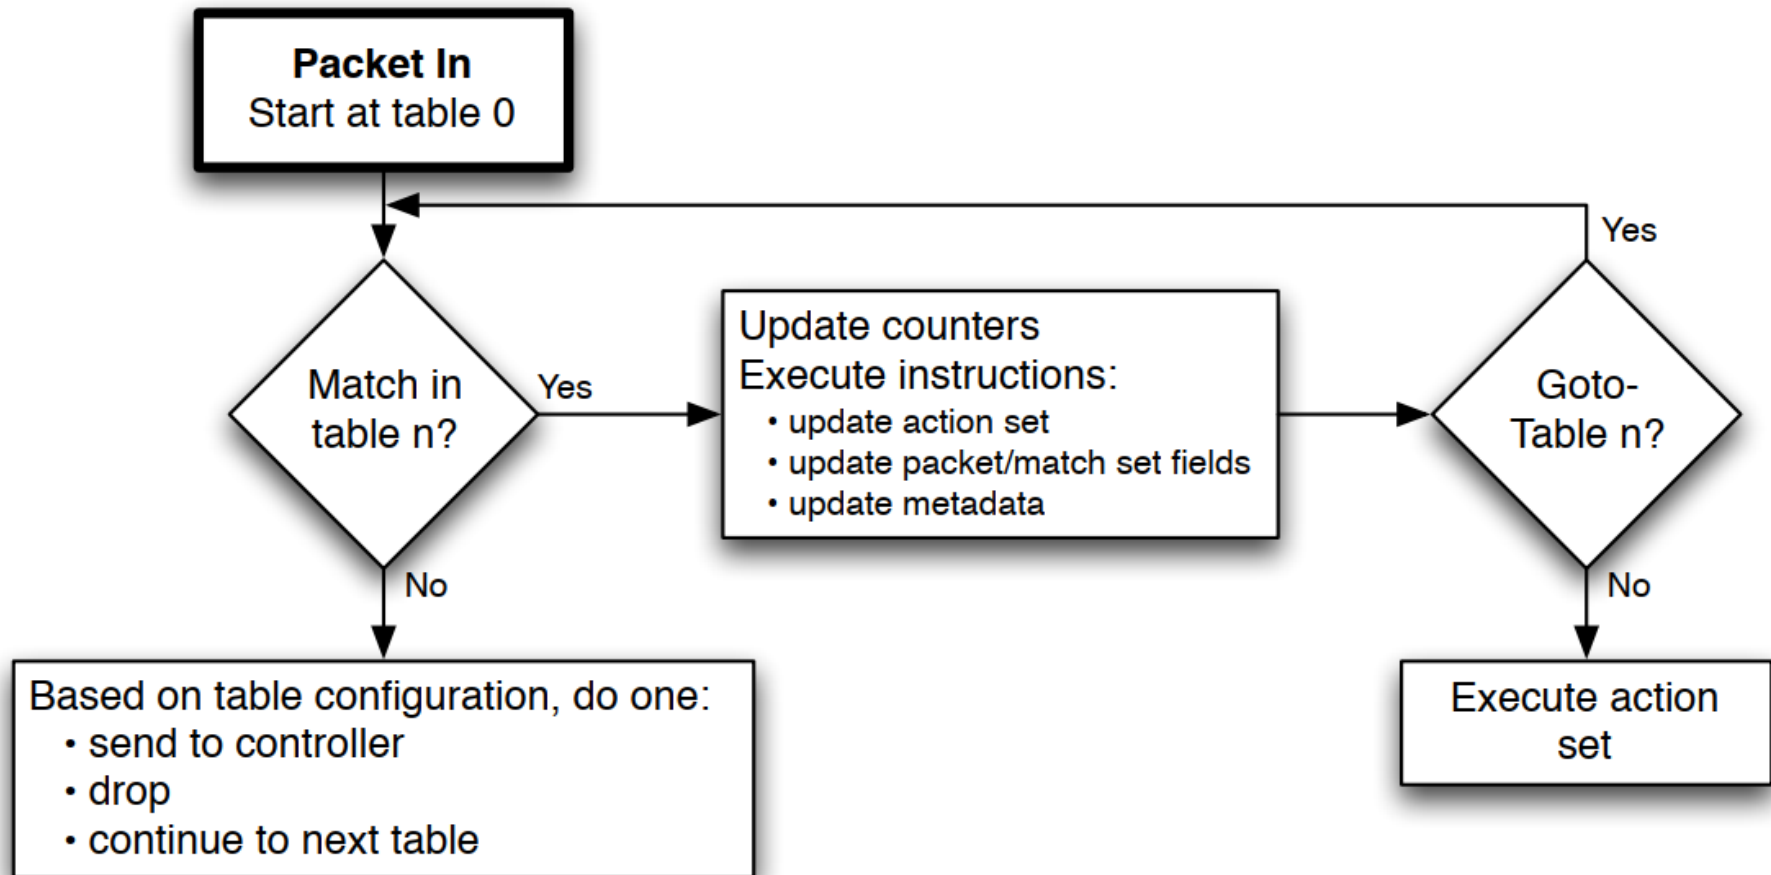 Packet In
Start at table 0
Yes
Match in
table n?
Yes
Update counters
Execute instructions:
• update action set
• update packet/match set fields
• update metadata
Goto-
Table n?
No
No
Based on table configuration, do one:
• send to controller
• drop
• continue to next table
Execute action
set